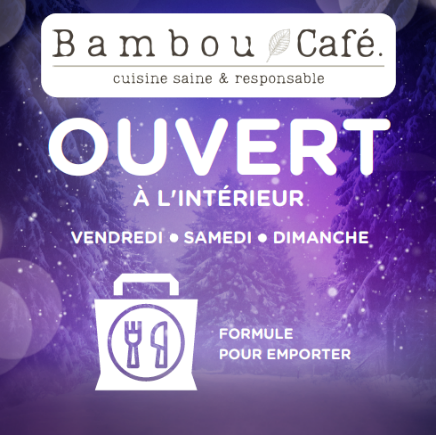 Bambou Café.
cuisine saine & responsable
OUVERT
À L'INTÉRIEUR
VENDREDI • SAMEDI • DIMANCHE
FORMULE
POUR EMPORTER